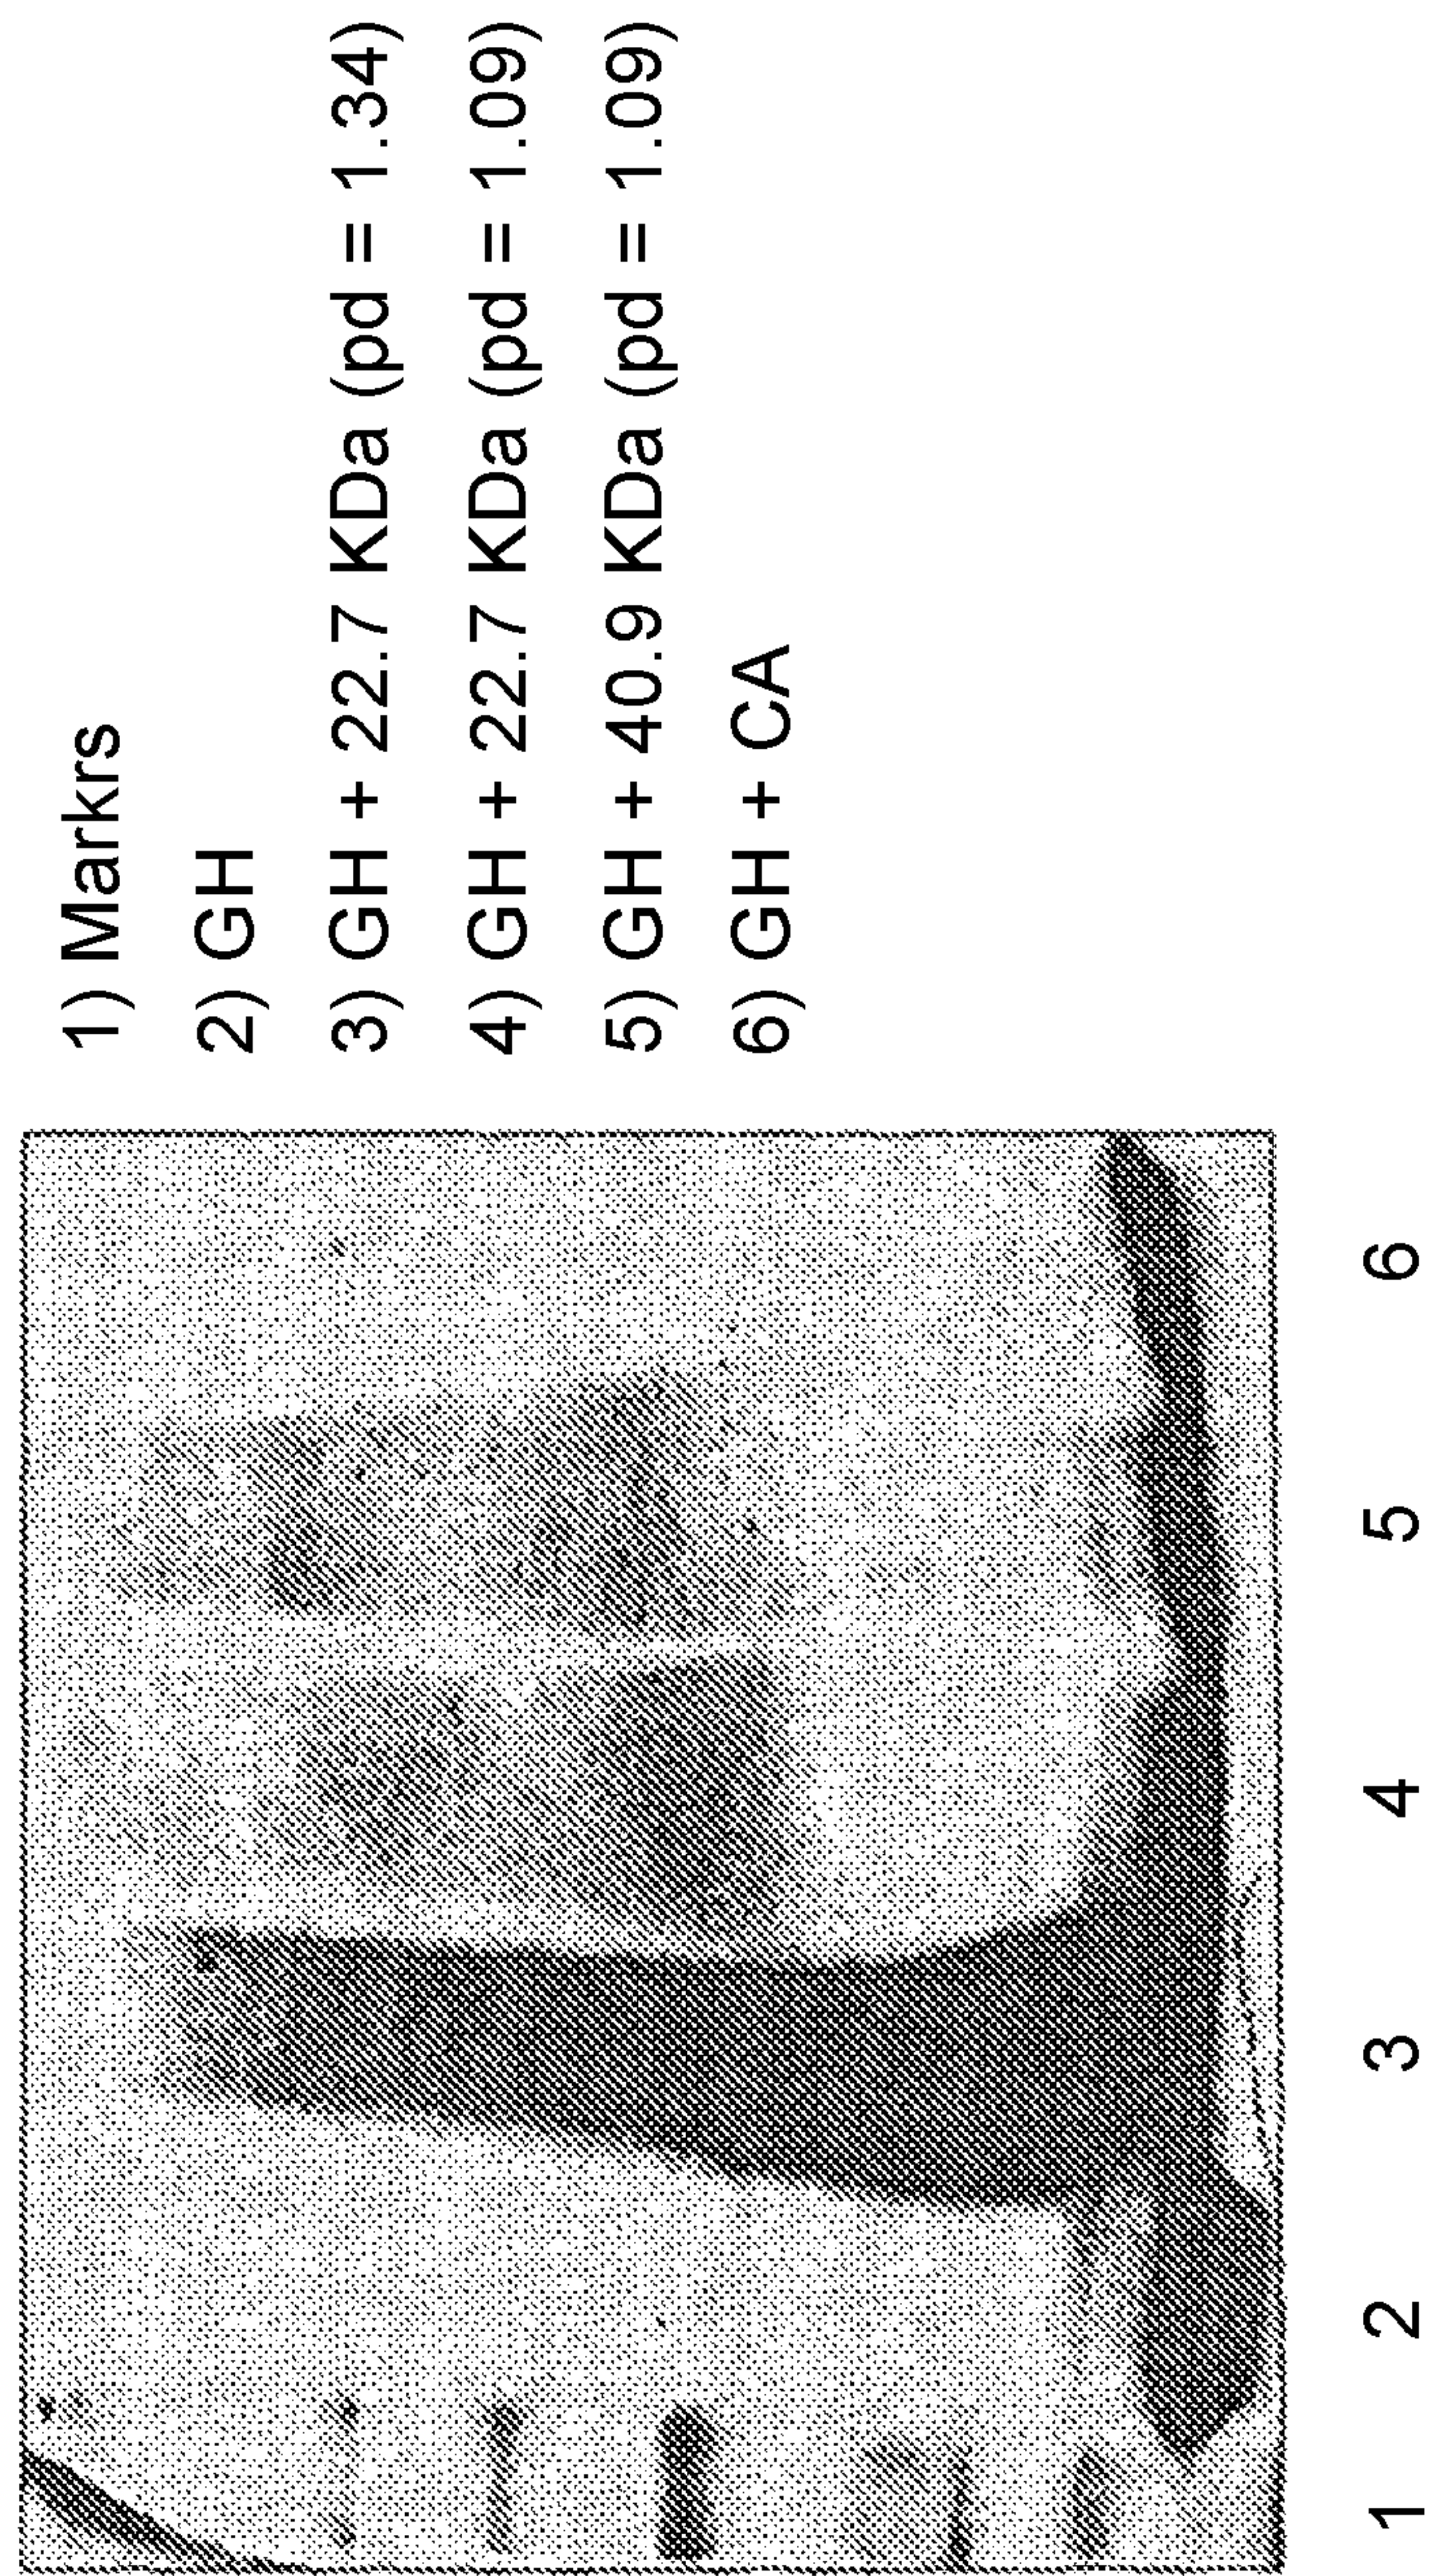 1) Markrs
2) GH
3) GH + 22.7 KDa (pd = 1.34)
4) GH + 22.7 KDa (pd = 1.09)
5) GH + 40.9 KDa (pd = 1.09)
6) GH + CA
1 2 3 4 5 6